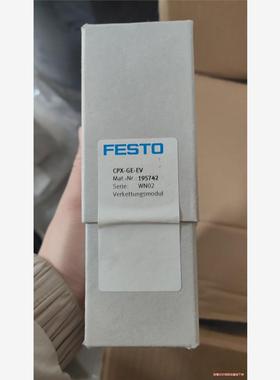 FESTO
CPX-GE-EV
Mat.-Nr.: 195742
Serie: WN02
Verkettungsmodul